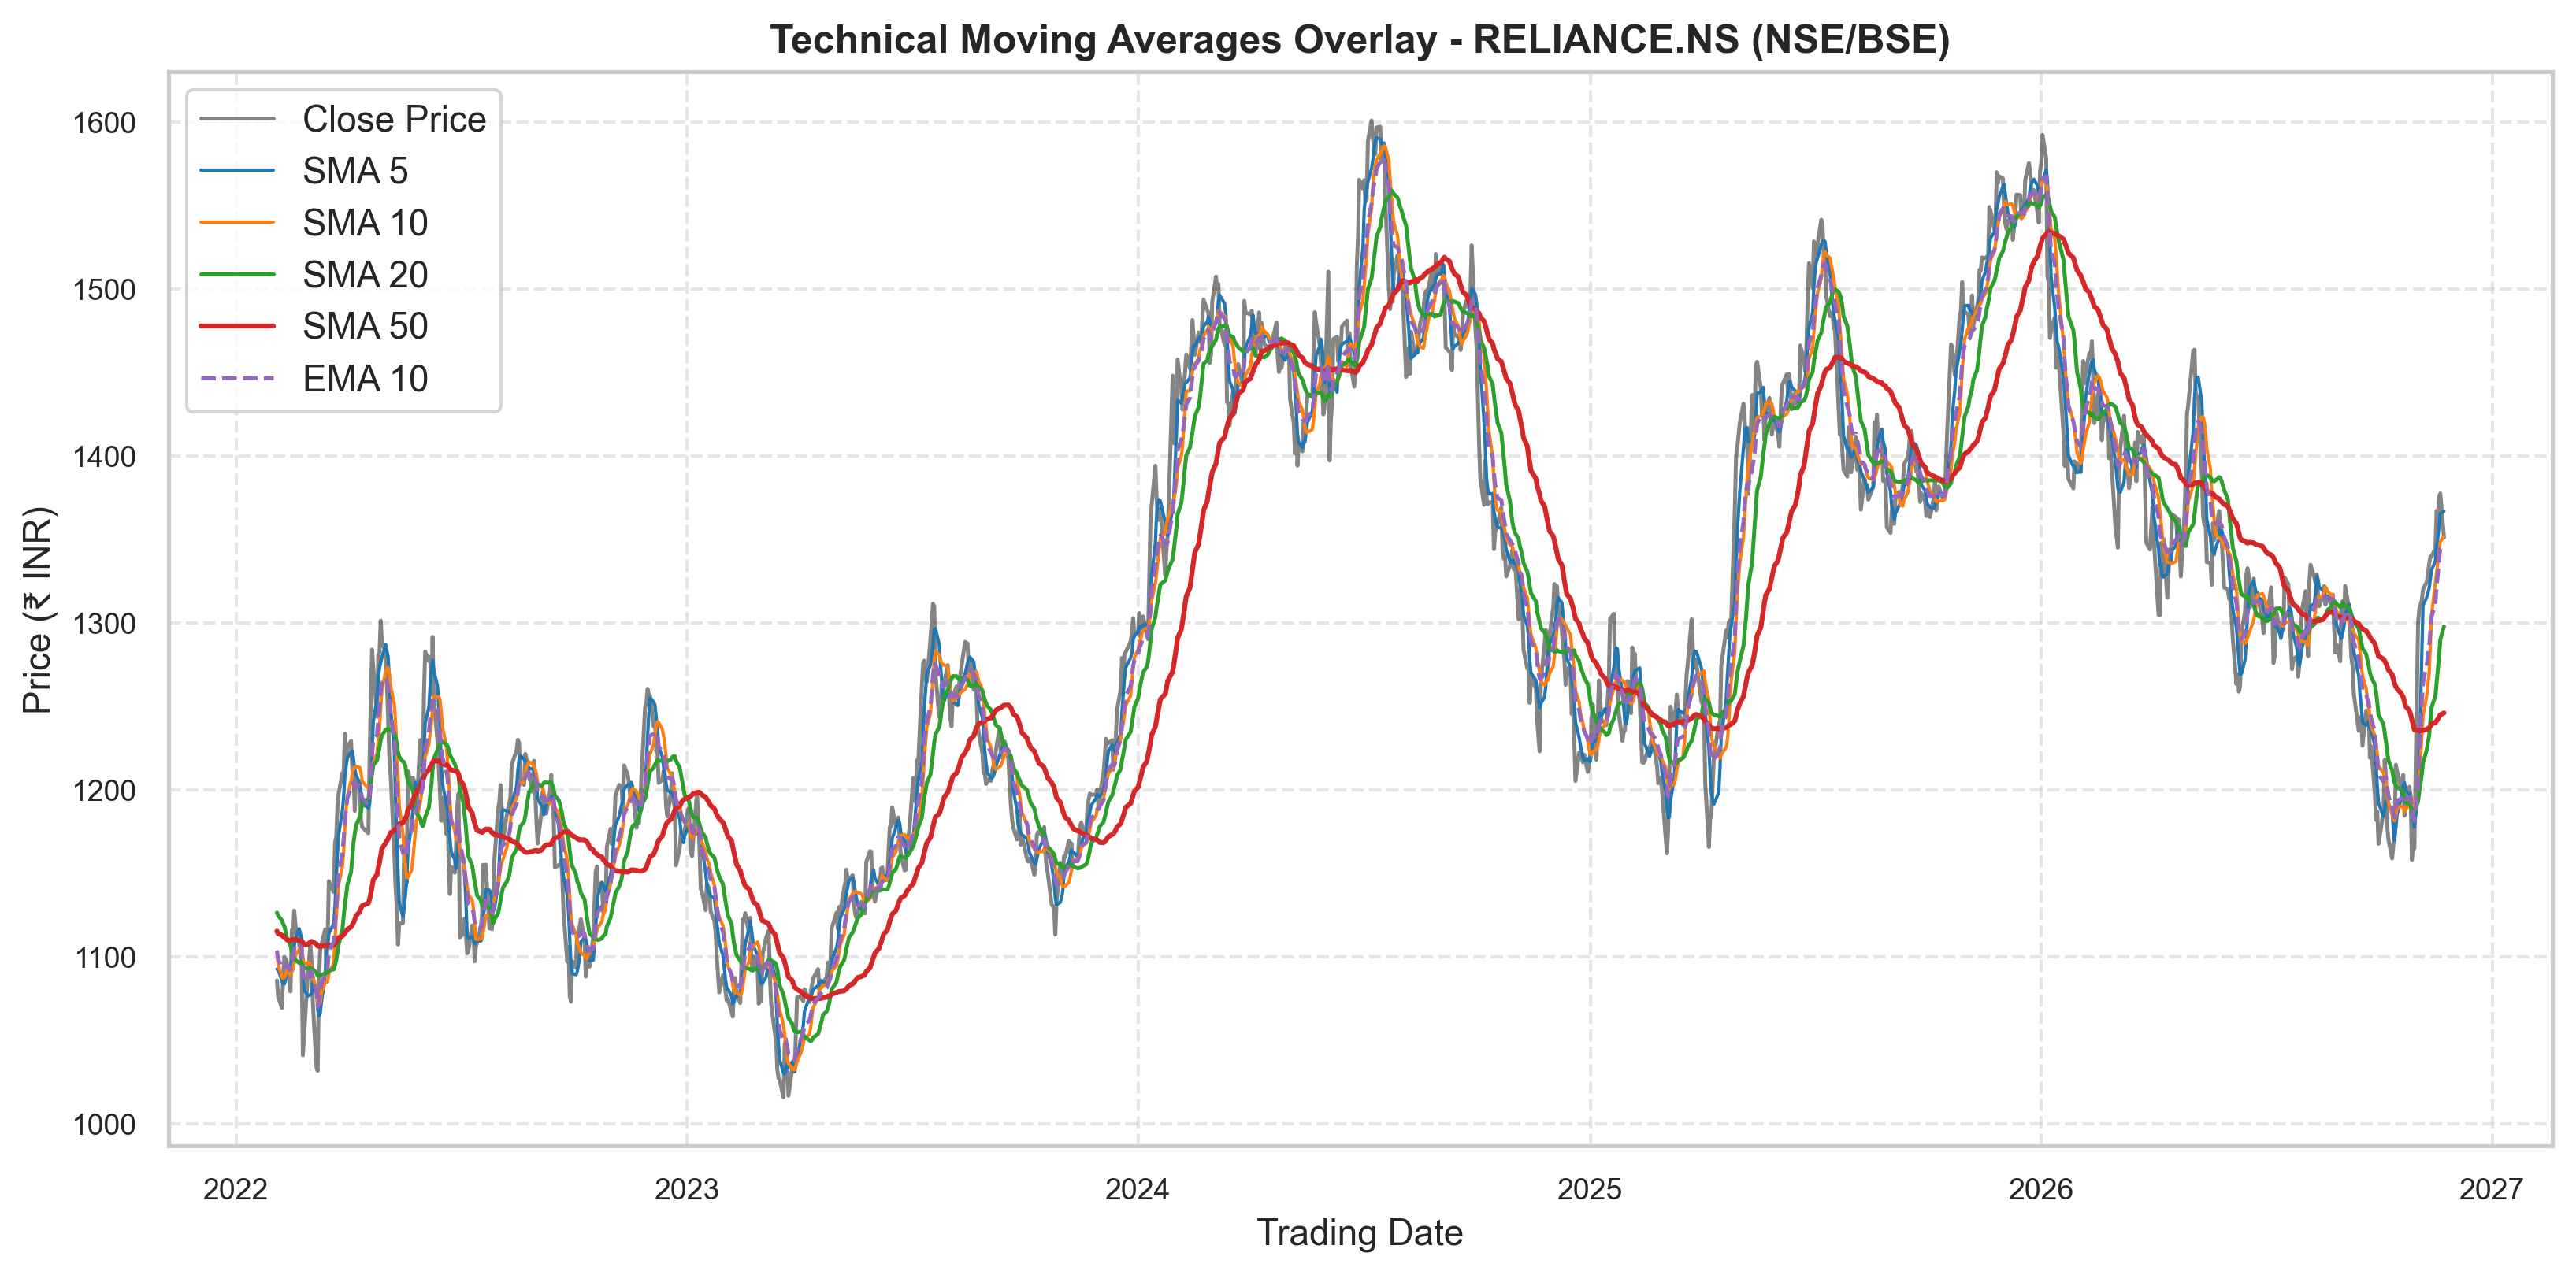 Technical Moving Averages Overlay - RELIANCE.NS (NSE/BSE)
Close Price
SMA 5
SMA 10
SMA 20
SMA 50
EMA 10
Price (₹ INR)
1600
1500
1400
1300
1200
1100
1000
2022
2023
2024
2025
2026
2027
Trading Date